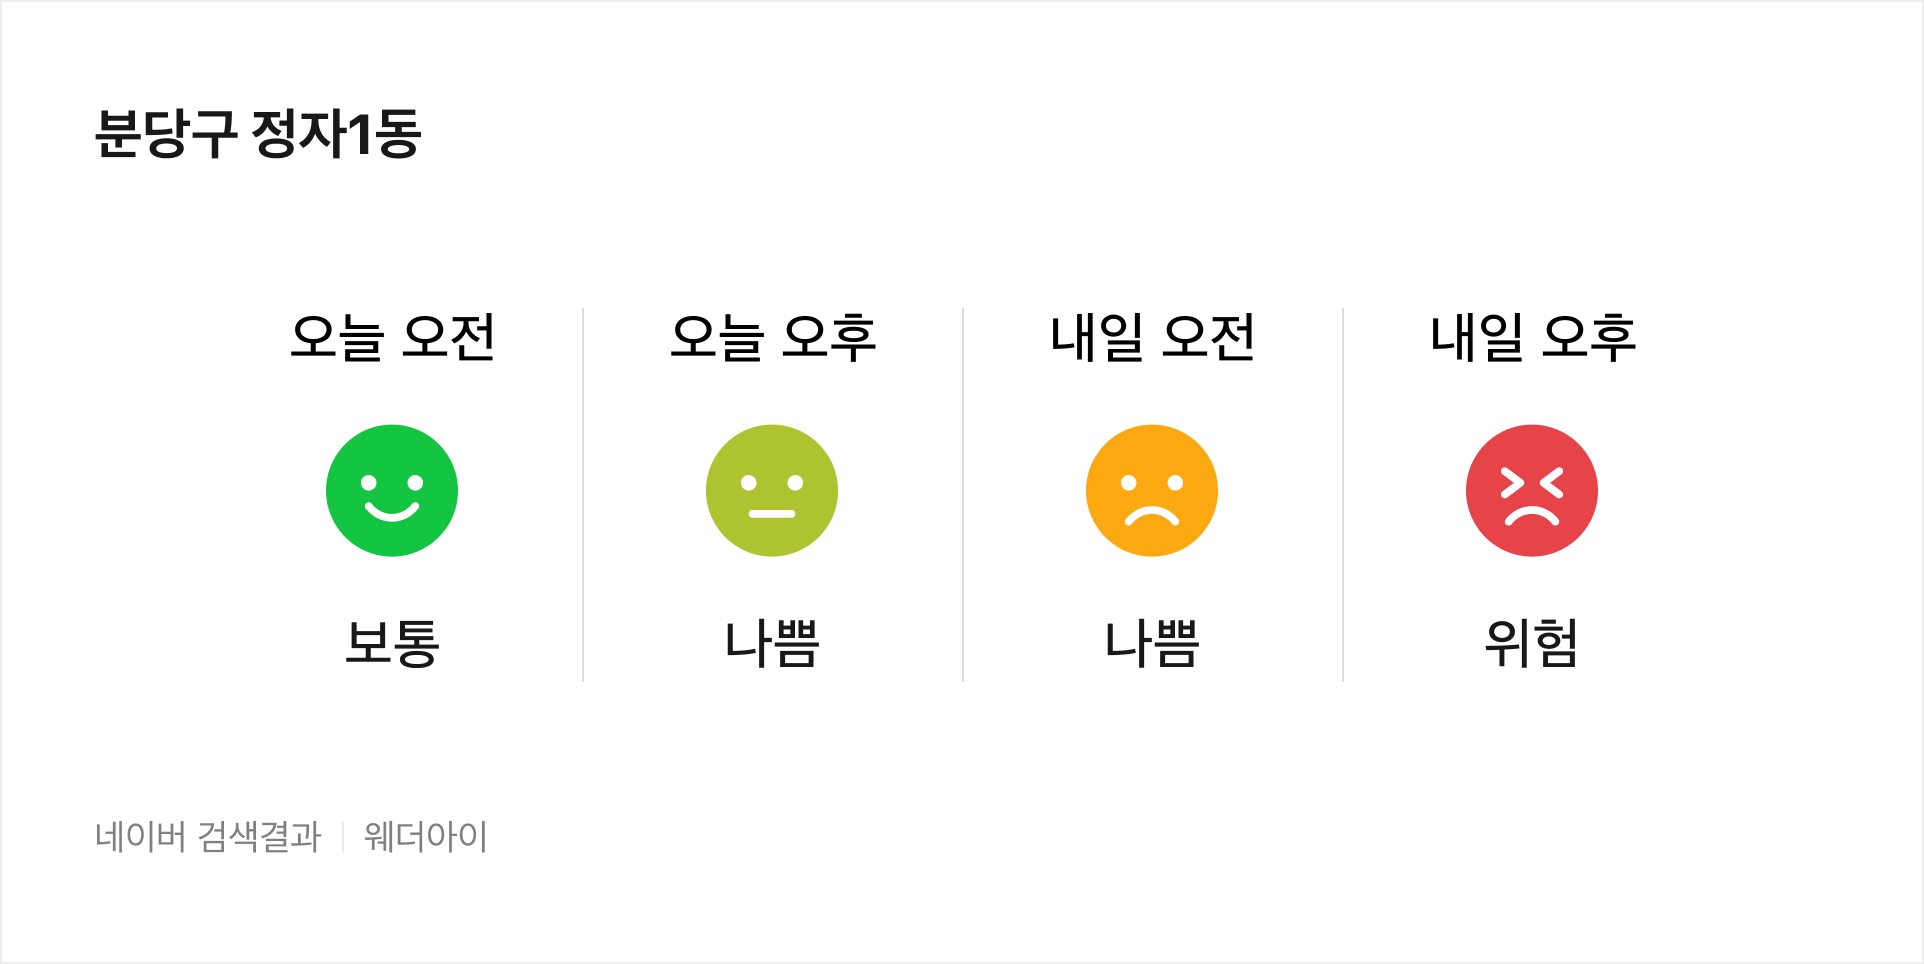 분당구 정자1동
오늘 오전
오늘 오후
내일 오전
내일 오후
보통
나쁨
나쁨
위험
네이버 검색결과 | 웨더아이